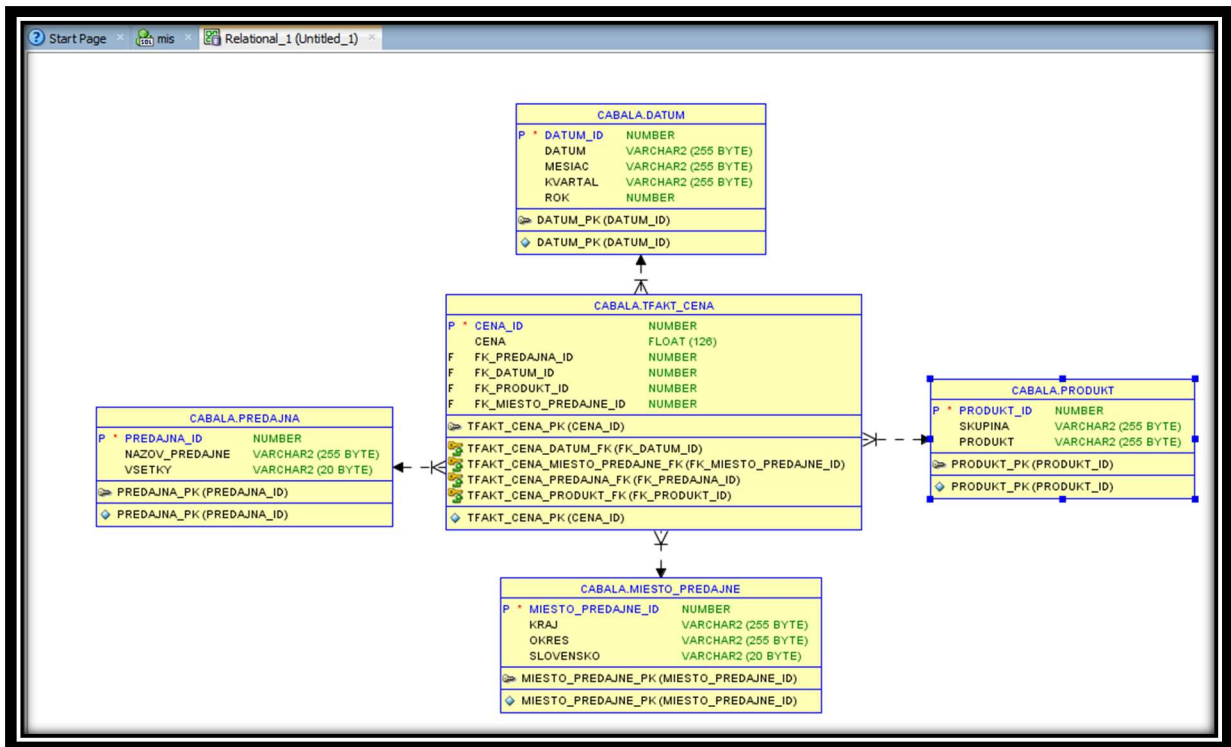 Start Page mis Relational_1 (Untitled_1)
CABALA.DATUM
P * DATUM_ID NUMBER
DATUM VARCHAR2 (255 BYTE)
MESIAC VARCHAR2 (255 BYTE)
KVARTAL VARCHAR2 (255 BYTE)
ROK NUMBER
DATUM_PK (DATUM_ID)
DATUM_PK (DATUM_ID)
CABALA.TFAKT_CENA
P * CENA_ID NUMBER
CENA FLOAT (126)
F FK_PREDAJNA_ID NUMBER
F FK_DATUM_ID NUMBER
F FK_PRODUKT_ID NUMBER
F FK_MIESTO_PREDAJNE_ID NUMBER
TFAKT_CENA_PK (CENA_ID)
TFAKT_CENA_DATUM_FK (FK_DATUM_ID)
TFAKT_CENA_MIESTO_PREDAJNE_FK (FK_MIESTO_PREDAJNE_ID)
TFAKT_CENA_PREDAJNA_FK (FK_PREDAJNA_ID)
TFAKT_CENA_PRODUKT_FK (FK_PRODUKT_ID)
TFAKT_CENA_PK (CENA_ID)
CABALA.PRODUKT
P * PRODUKT_ID NUMBER
SKUPINA VARCHAR2 (255 BYTE)
PRODUKT VARCHAR2 (255 BYTE)
PRODUKT_PK (PRODUKT_ID)
PRODUKT_PK (PRODUKT_ID)
CABALA.PREDAJNA
P * PREDAJNA_ID NUMBER
NAZOV_PREDAJNE VARCHAR2 (255 BYTE)
VSETKY VARCHAR2 (20 BYTE)
PREDAJNA_PK (PREDAJNA_ID)
PREDAJNA_PK (PREDAJNA_ID)
CABALA.MIESTO_PREDAJNE
P * MIESTO_PREDAJNE_ID NUMBER
KRAJ VARCHAR2 (255 BYTE)
OKRES VARCHAR2 (255 BYTE)
SLOVENSKO VARCHAR2 (20 BYTE)
MIESTO_PREDAJNE_PK (MIESTO_PREDAJNE_ID)
MIESTO_PREDAJNE_PK (MIESTO_PREDAJNE_ID)